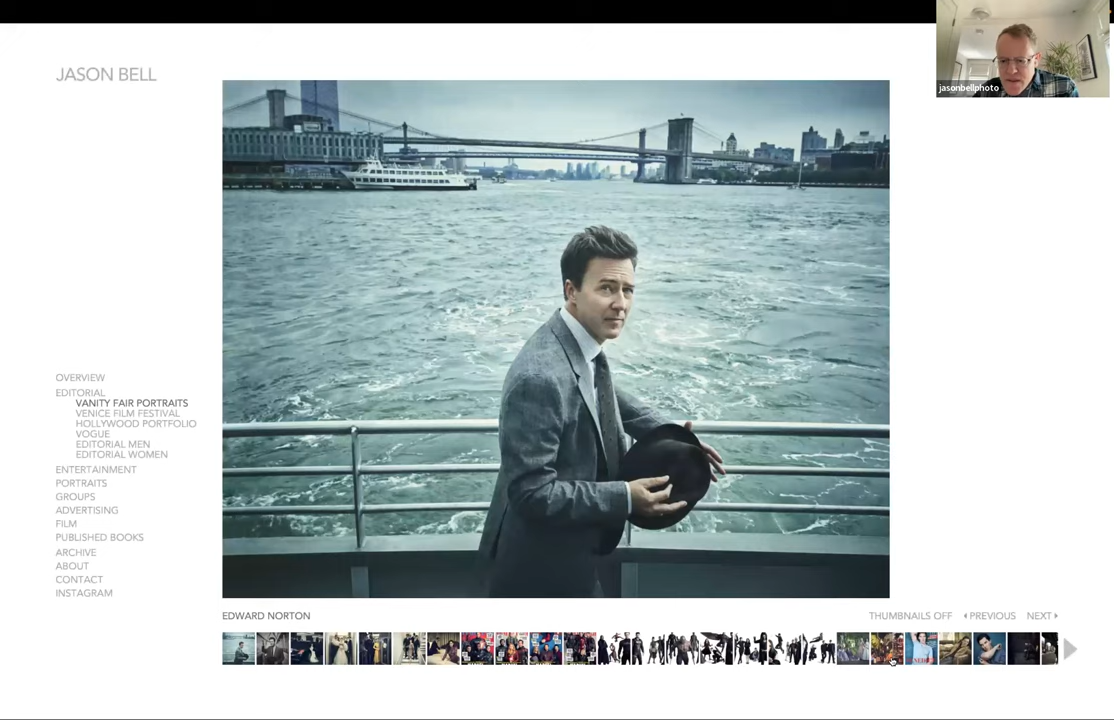 JASON BELL
jasonbellphoto
OVERVIEW
EDITORIAL
VANITY FAIR PORTRAITS
VENICE FILM FESTIVAL
HOLLYWOOD PORTFOLIO
VOGUE
EDITORIAL MEN
EDITORIAL WOMEN
ENTERTAINMENT
PORTRAITS
GROUPS
ADVERTISING
FILM
PUBLISHED BOOKS
ARCHIVE
ABOUT
CONTACT
INSTAGRAM
EDWARD NORTON
THUMBNAILS OFF
PREVIOUS
NEXT